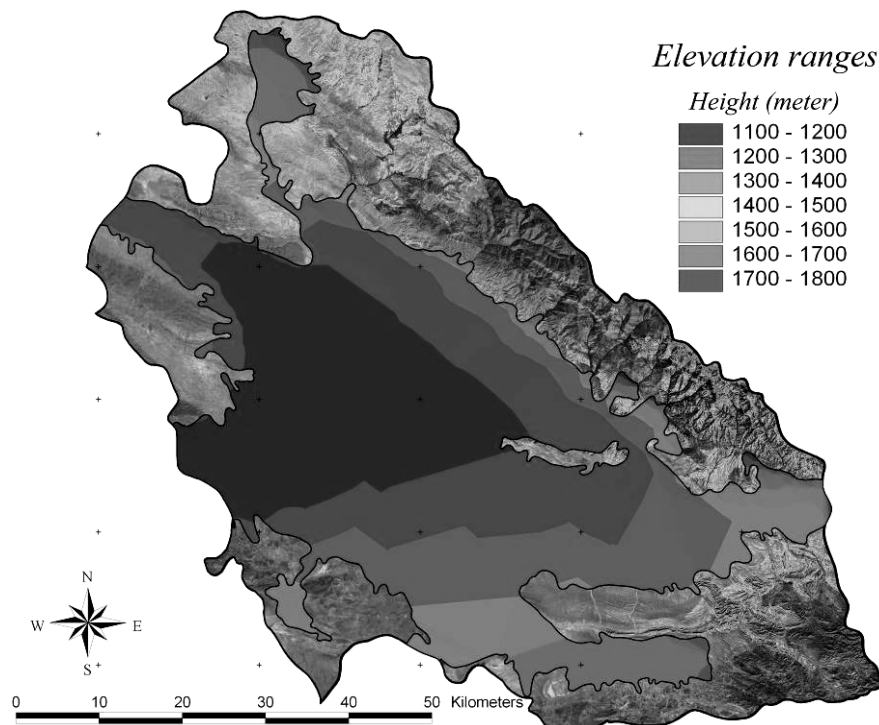 Elevation ranges
Height (meter)
1100 - 1200
1200 - 1300
1300 - 1400
1400 - 1500
1500 - 1600
1600 - 1700
1700 - 1800
N
W E
S
0 10 20 30 40 50 Kilometers